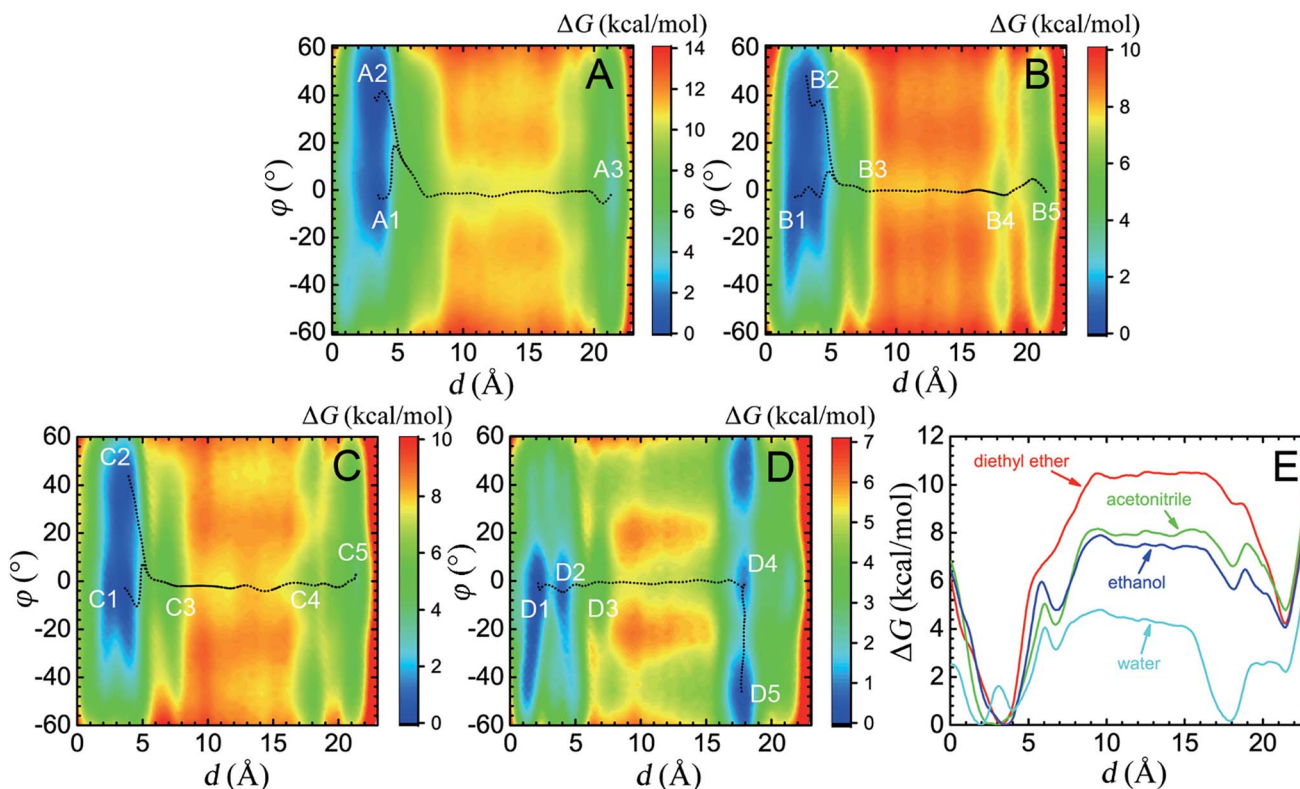 ΔG (kcal/mol)
A
A2
A1
A3
60
40
20
0
-20
-40
-60
φ (°)
0
5
10
15
20
d (Å)
14
12
10
8
6
4
2
0
ΔG (kcal/mol)
B
B2
B3
B1
B4
B5
60
40
20
0
-20
-40
-60
φ (°)
0
5
10
15
20
d (Å)
10
8
6
4
2
0
ΔG (kcal/mol)
C
C2
C5
C1
C3
C4
60
40
20
0
-20
-40
-60
φ (°)
0
5
10
15
20
d (Å)
10
8
6
4
2
0
ΔG (kcal/mol)
D
D2
D4
D1
D3
D5
60
40
20
0
-20
-40
-60
φ (°)
0
5
10
15
20
d (Å)
7
6
5
4
3
2
1
0
E
diethyl ether
acetonitrile
ethanol
water
12
10
8
6
4
2
0
ΔG (kcal/mol)
0
5
10
15
20
d (Å)